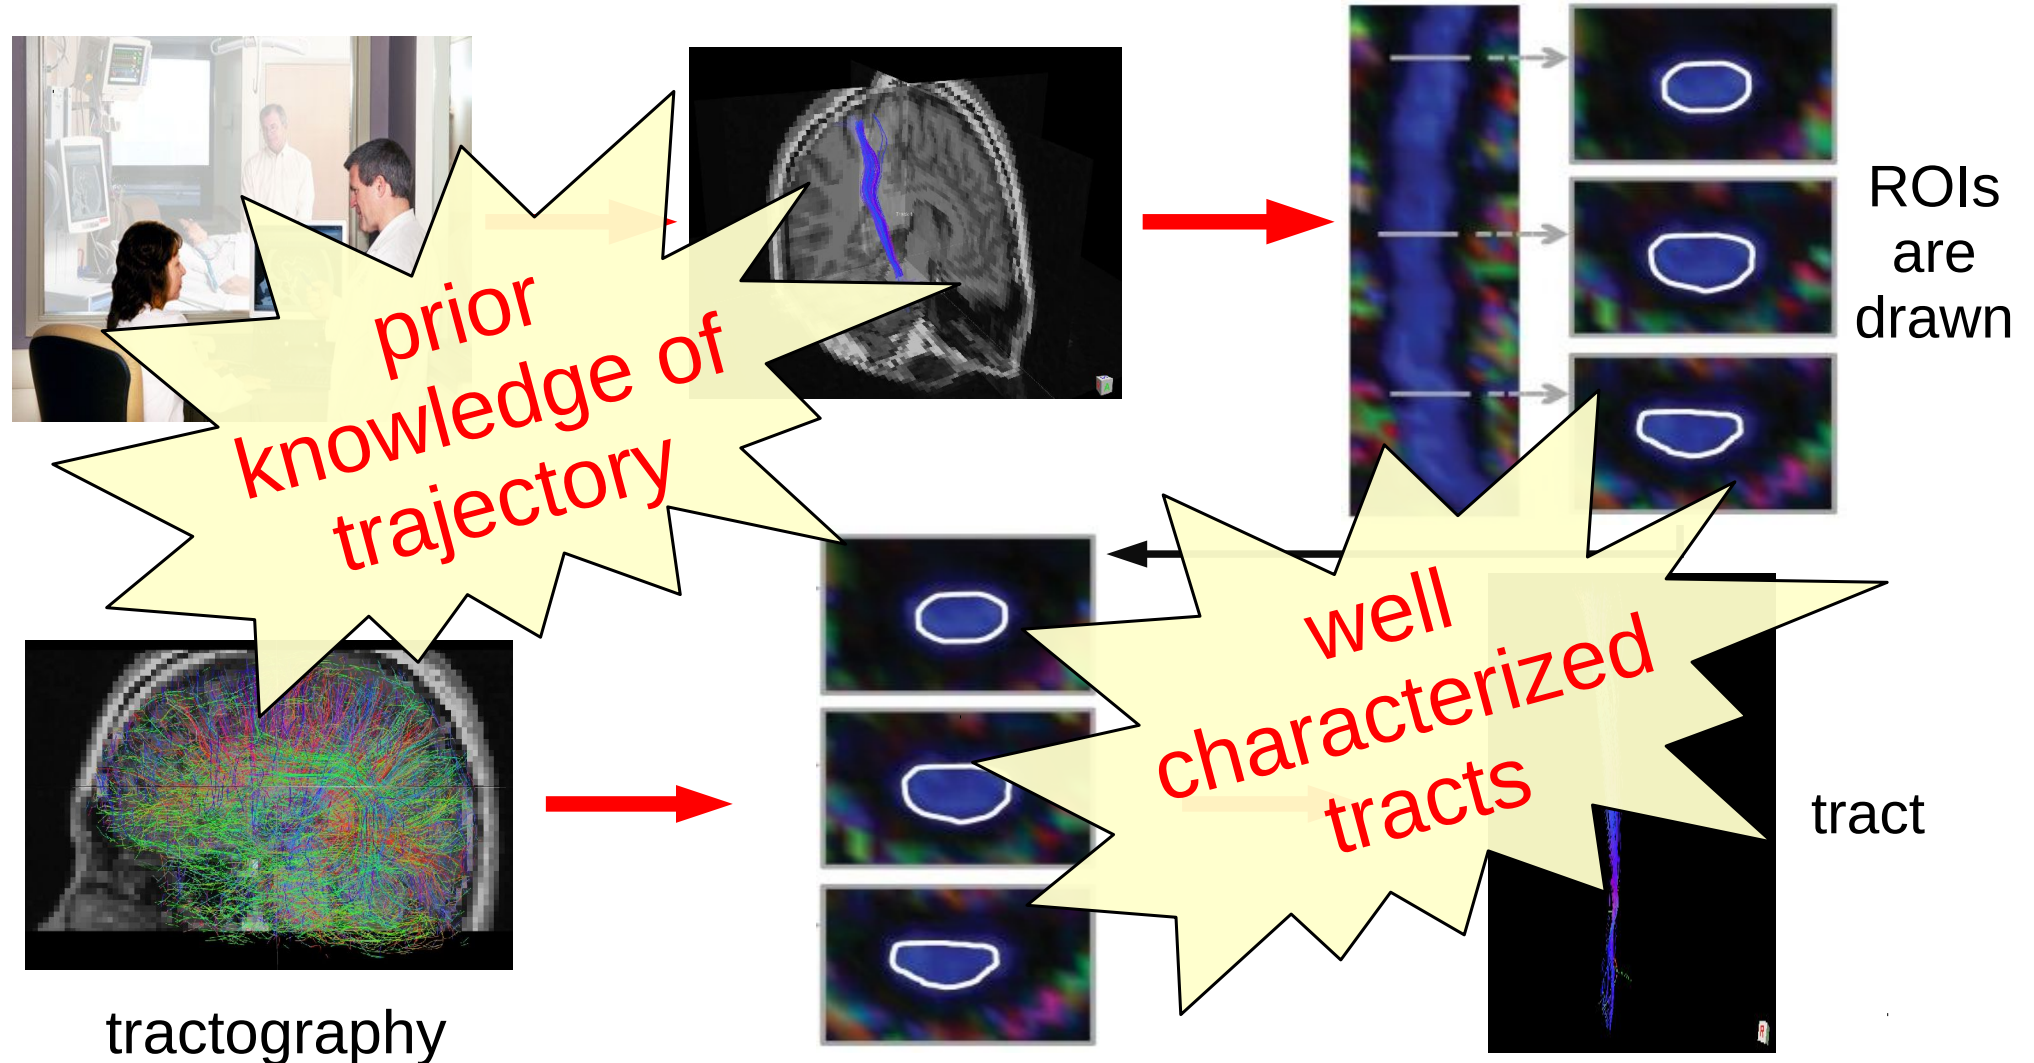 prior
knowledge of
trajectory
ROIs
are
drawn
well
characterized
tracts
tract
tractography